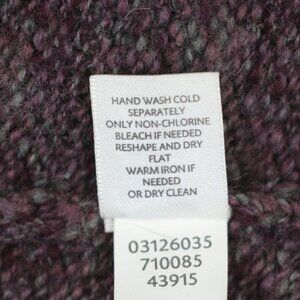 HAND WASH COLD
SEPARATELY
ONLY NON-CHLORINE
BLEACH IF NEEDED
RESHAPE AND DRY
FLAT
WARM IRON IF
NEEDED
OR DRY CLEAN
03126035
710085
43915